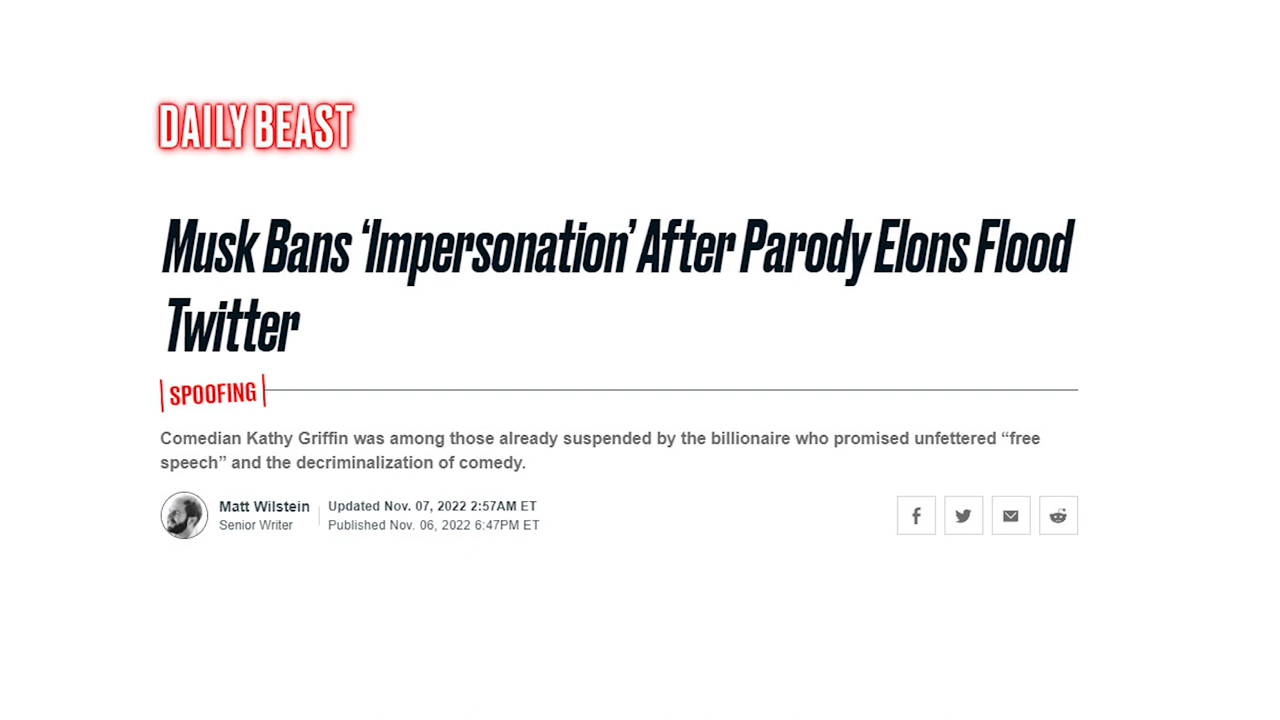 DAILY BEAST
Musk Bans ‘Impersonation’ After Parody Elons Flood
Twitter
SPOOFING
Comedian Kathy Griffin was among those already suspended by the billionaire who promised unfettered “free
speech” and the decriminalization of comedy.
Matt Wilstein
Senior Writer
Updated Nov. 07, 2022 2:57AM ET
Published Nov. 06, 2022 6:47PM ET